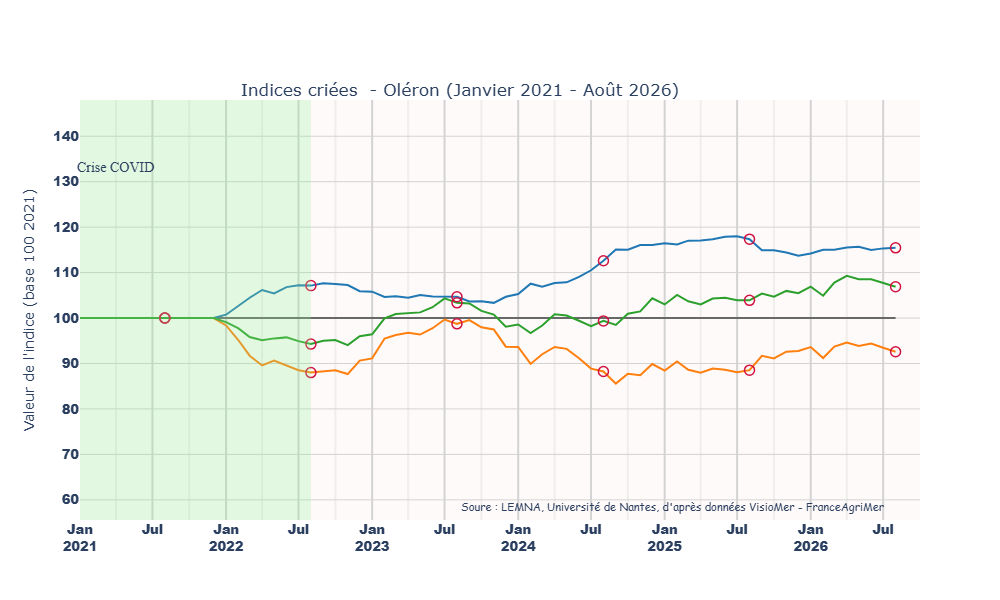 Indices criées  - Oléron (Janvier 2021 - Août 2026)
Valeur de l'indice (base 100 2021)
140
130
120
110
100
90
80
70
60
Crise COVID
Soure : LEMNA, Université de Nantes, d'après données VisioMer - FranceAgriMer
Jan Jul Jan Jul Jan Jul Jan Jul Jan Jul Jan Jul
2021 2022 2023 2024 2025 2026